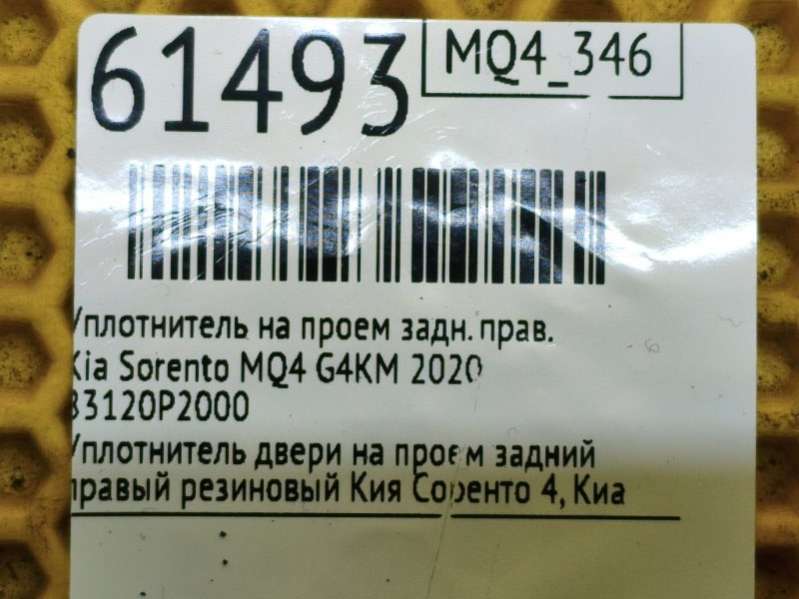 61493
MQ4_346
Уплотнитель на проем задн. прав.
Kia Sorento MQ4 G4KM 2020
83120P2000
Уплотнитель двери на проем задний
правый резиновый Кия Соренто 4, Киа